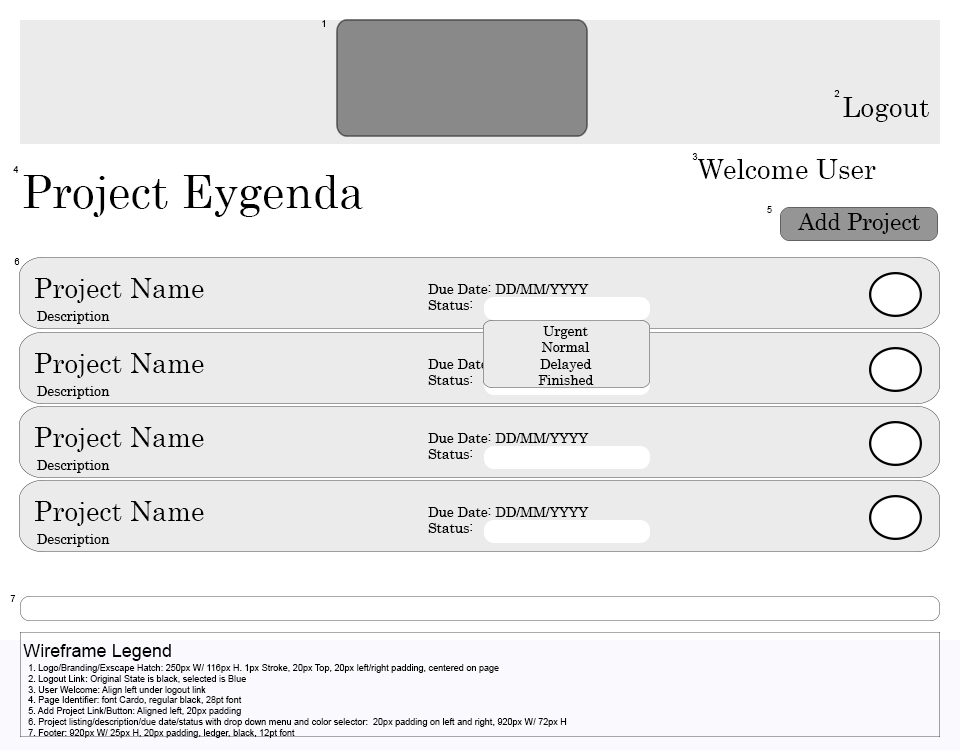 1
2
Logout
3
Welcome User
4
Project Eygenda
5
Add Project
6
Project Name
Description
Due Date: DD/MM/YYYY
Status:
Urgent
Normal
Delayed
Finished
Project Name
Description
Due Date
Status:
Project Name
Description
Due Date: DD/MM/YYYY
Status:
Project Name
Description
Due Date: DD/MM/YYYY
Status:
7
Wireframe Legend
1. Logo/Branding/Exscape Hatch: 250px W/ 116px H. 1px Stroke, 20px Top, 20px left/right padding, centered on page
2. Logout Link: Original State is black, selected is Blue
3. User Welcome: Align left under logout link
4. Page Identifier: font Cardo, regular black, 28pt font
5. Add Project Link/Button: Aligned left, 20px padding
6. Project listing/description/due date/status with drop down menu and color selector: 20px padding on left and right, 920px W/ 72px H
7. Footer: 920px W/ 25px H, 20px padding, ledger, black, 12pt font